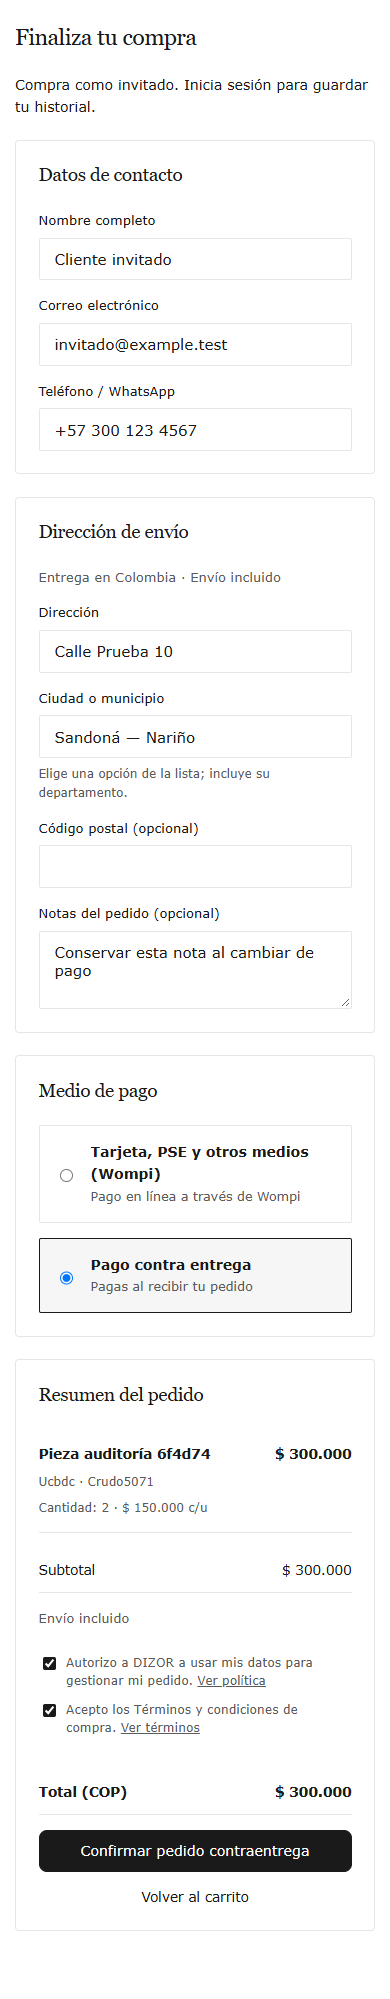 Finaliza tu compra
Compra como invitado. Inicia sesión para guardar
tu historial.
Datos de contacto
Nombre completo
Cliente invitado
Correo electrónico
invitado@example.test
Teléfono / WhatsApp
+57 300 123 4567
Dirección de envío
Entrega en Colombia · Envío incluido
Dirección
Calle Prueba 10
Ciudad o municipio
Sandoná — Nariño
Elige una opción de la lista; incluye su
departamento.
Código postal (opcional)
Notas del pedido (opcional)
Conservar esta nota al cambiar de
pago
Medio de pago
Tarjeta, PSE y otros medios
(Wompi)
Pago en línea a través de Wompi
Pago contra entrega
Pagas al recibir tu pedido
Resumen del pedido
Pieza auditoría 6f4d74 $ 300.000
Ucbdc · Crudo5071
Cantidad: 2 · $ 150.000 c/u
Subtotal $ 300.000
Envío incluido
Autorizo a DIZOR a usar mis datos para
gestionar mi pedido. Ver política
Acepto los Términos y condiciones de
compra. Ver términos
Total (COP) $ 300.000
Confirmar pedido contraentrega
Volver al carrito